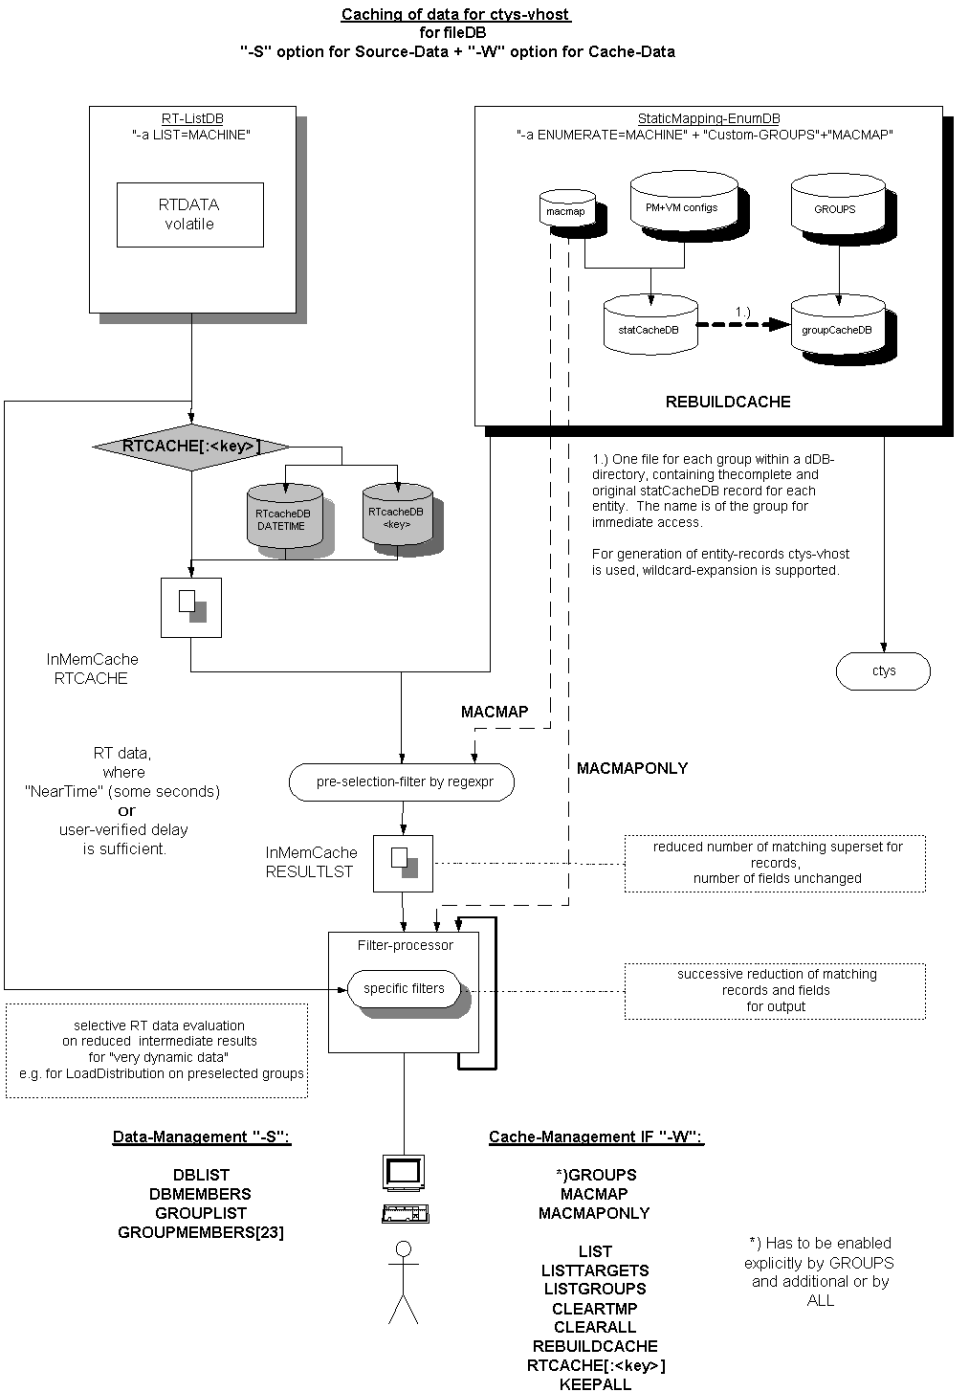 Caching of data for ctys-vhost
for fileDB
"-S" option for Source-Data + "-W" option for Cache-Data
RT-ListDB
"-a LIST=MACHINE"
RTDATA
volatile
StaticMapping-EnumDB
"-a ENUMERATE=MACHINE" + "Custom-GROUPS"+"MACMAP"
macmap
PM+VM configs
GROUPS
statCacheDB
1.)
groupCacheDB
REBUILDCACHE
RTCACHE[:<key>]
RTcacheDB
DATETIME
RTcacheDB
<key>
1.) One file for each group within a dDB-
directory, containing thecomplete and
original statCacheDB record for each
entity. The name is of the group for
immediate access.
For generation of entity-records ctys-vhost
is used, wildcard-expansion is supported.
InMemCache
RTCACHE
ctys
MACMAP
RT data,
where
"NearTime" (some seconds)
or
user-verified delay
is sufficient.
pre-selection-filter by regexpr
MACMAPONLY
InMemCache
RESULTLST
reduced number of matching superset for
records,
number of fields unchanged
Filter-processor
specific filters
successive reduction of matching
records and fields
for output
selective RT data evaluation
on reduced intermediate results
for "very dynamic data"
e.g. for LoadDistribution on preselected groups
Data-Management "-S":
DBLIST
DBMEMBERS
GROUPLIST
GROUPMEMBERS[23]
Cache-Management IF "-W":
*)GROUPS
MACMAP
MACMAPONLY
LIST
LISTTARGETS
LISTGROUPS
CLEARTMP
CLEARALL
REBUILDCACHE
RTCACHE[:<key>]
KEEPALL
*) Has to be enabled
explicitly by GROUPS
and additional or by
ALL